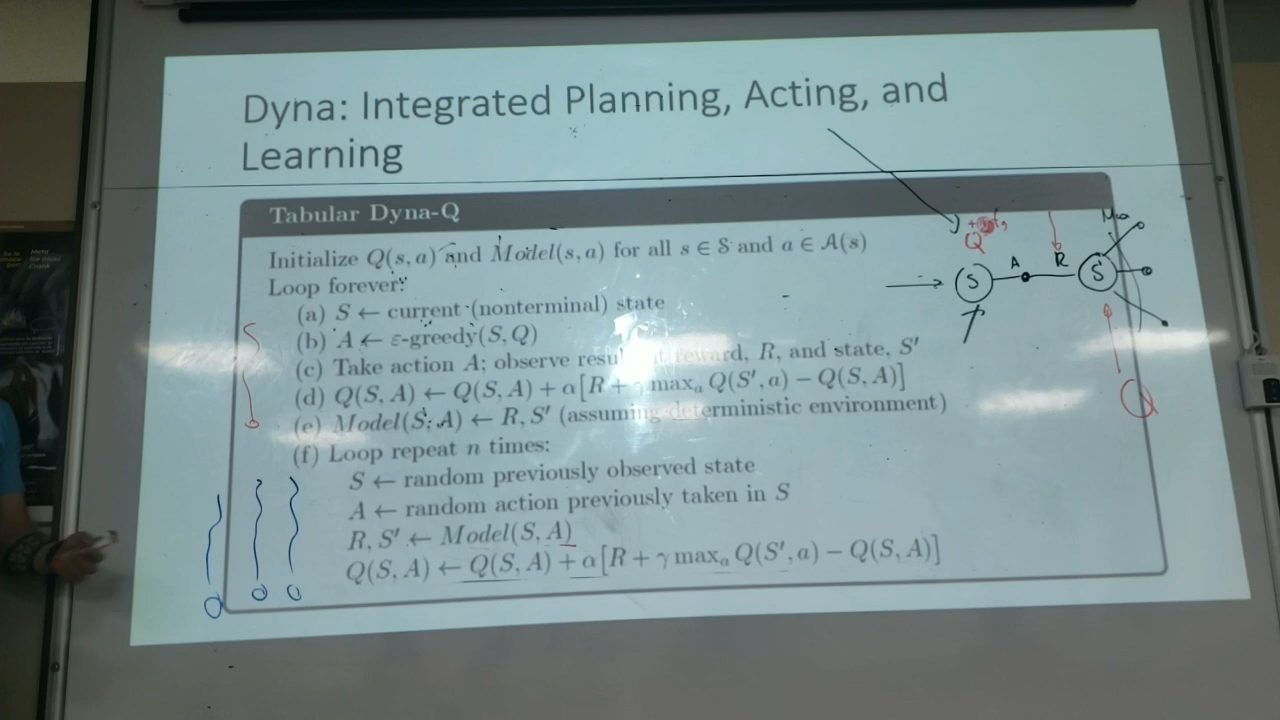 Dyna: Integrated Planning, Acting, and
Learning
Tabular Dyna-Q
Initialize Q(s, a) and Model(s, a) for all s ∈ S and a ∈ A(s)
Loop forever:
(a) S ← current (nonterminal) state
(b) A ← ε-greedy(S, Q)
(c) Take action A; observe resultant reward, R, and state, S′
(d) Q(S, A) ← Q(S, A) + α[R + γ maxₐ Q(S′, a) − Q(S, A)]
(e) Model(S, A) ← R, S′ (assuming deterministic environment)
(f) Loop repeat n times:
S ← random previously observed state
A ← random action previously taken in S
R, S′ ← Model(S, A)
Q(S, A) ← Q(S, A) + α[R + γ maxₐ Q(S′, a) − Q(S, A)]
Q
S A R S'
Q